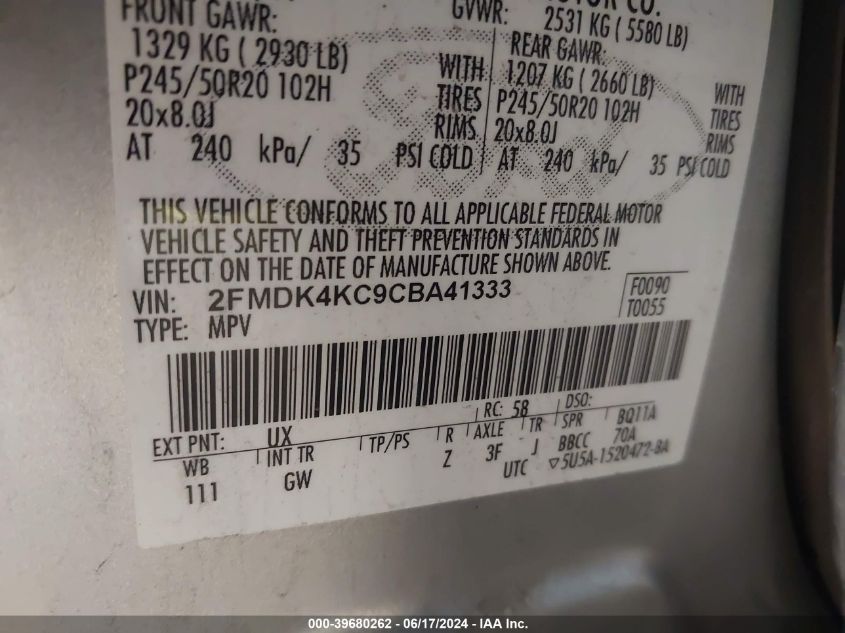 MOTOR CO.
FRONT GAWR: GVWR: 2531 KG ( 5580 LB)
1329 KG ( 2930 LB) REAR GAWR:
P245/50R20 102H WITH 1207 KG ( 2660 LB) WITH
20x8.0J TIRES P245/50R20 102H TIRES
RIMS 20x8.0J RIMS
AT 240 kPa/ 35 PSI COLD AT 240 kPa/ 35 PSI COLD
THIS VEHICLE CONFORMS TO ALL APPLICABLE FEDERAL MOTOR
VEHICLE SAFETY AND THEFT PREVENTION STANDARDS IN
EFFECT ON THE DATE OF MANUFACTURE SHOWN ABOVE.
VIN: 2FMDK4KC9CBA41333 F0090
TYPE: MPV T0055
EXT PNT: UX RC: 58 DSO:
WB INT TR TP/PS R AXLE TR SPR BQ11A
111 GW Z 3F J BBCC 70A
UTC ▽5U5A-1520472-BA
000-39680262 - 06/17/2024 - IAA Inc.